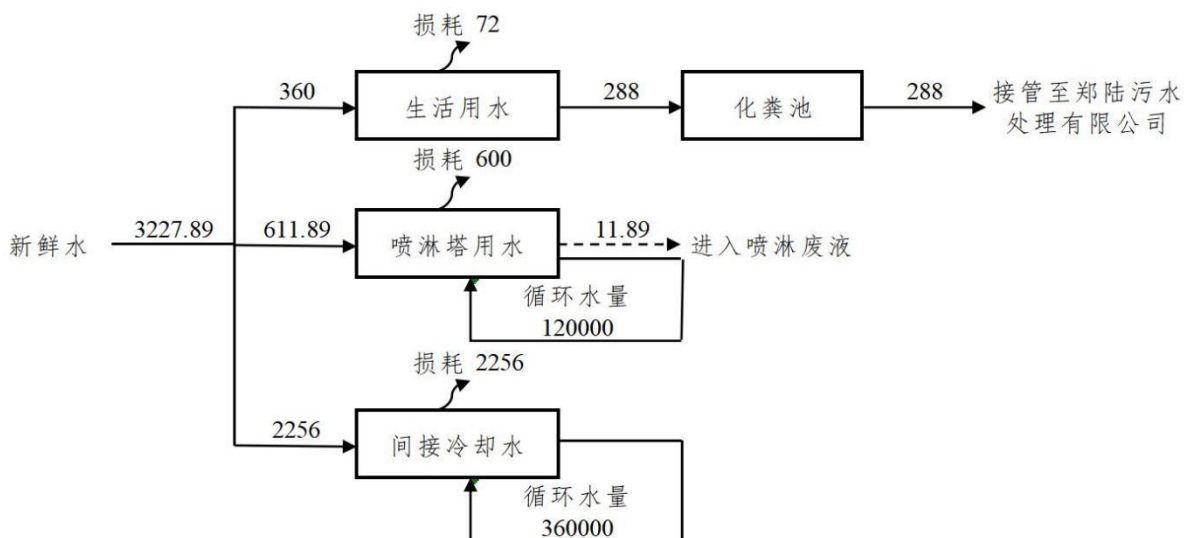 损耗 72
360
生活用水
288
化粪池
288
接管至郑陆污水
处理有限公司
损耗 600
新鲜水
3227.89
611.89
喷淋塔用水
11.89
进入喷淋废液
循环水量
120000
损耗 2256
2256
间接冷却水
循环水量
360000